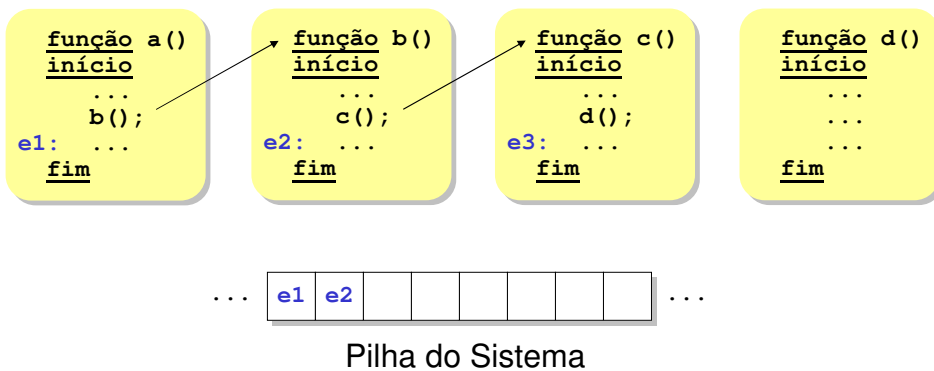 função a()
início
...
b();
e1: ...
fim
função b()
início
...
c();
e2: ...
fim
função c()
início
...
d();
e3: ...
fim
função d()
início
...
...
...
fim
... e1 e2 ...
Pilha do Sistema